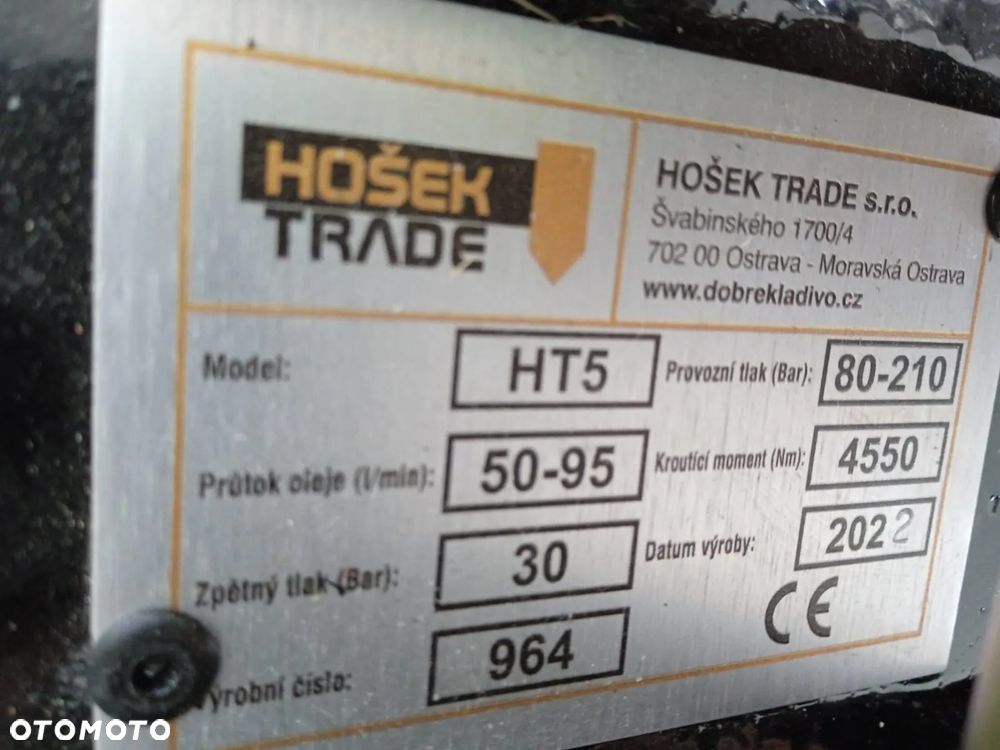 HOŠEK
TRADE
HOŠEK TRADE s.r.o.
Švabinského 1700/4
702 00 Ostrava - Moravská Ostrava
www.dobrekladivo.cz
Model: HT5
Provozní tlak (Bar): 80-210
Průtok oleje (l/min): 50-95
Kroutící moment (Nm): 4550
Zpětný tlak (Bar): 30
Datum výroby: 2022
Výrobní číslo: 964
CE
OTOMOTO